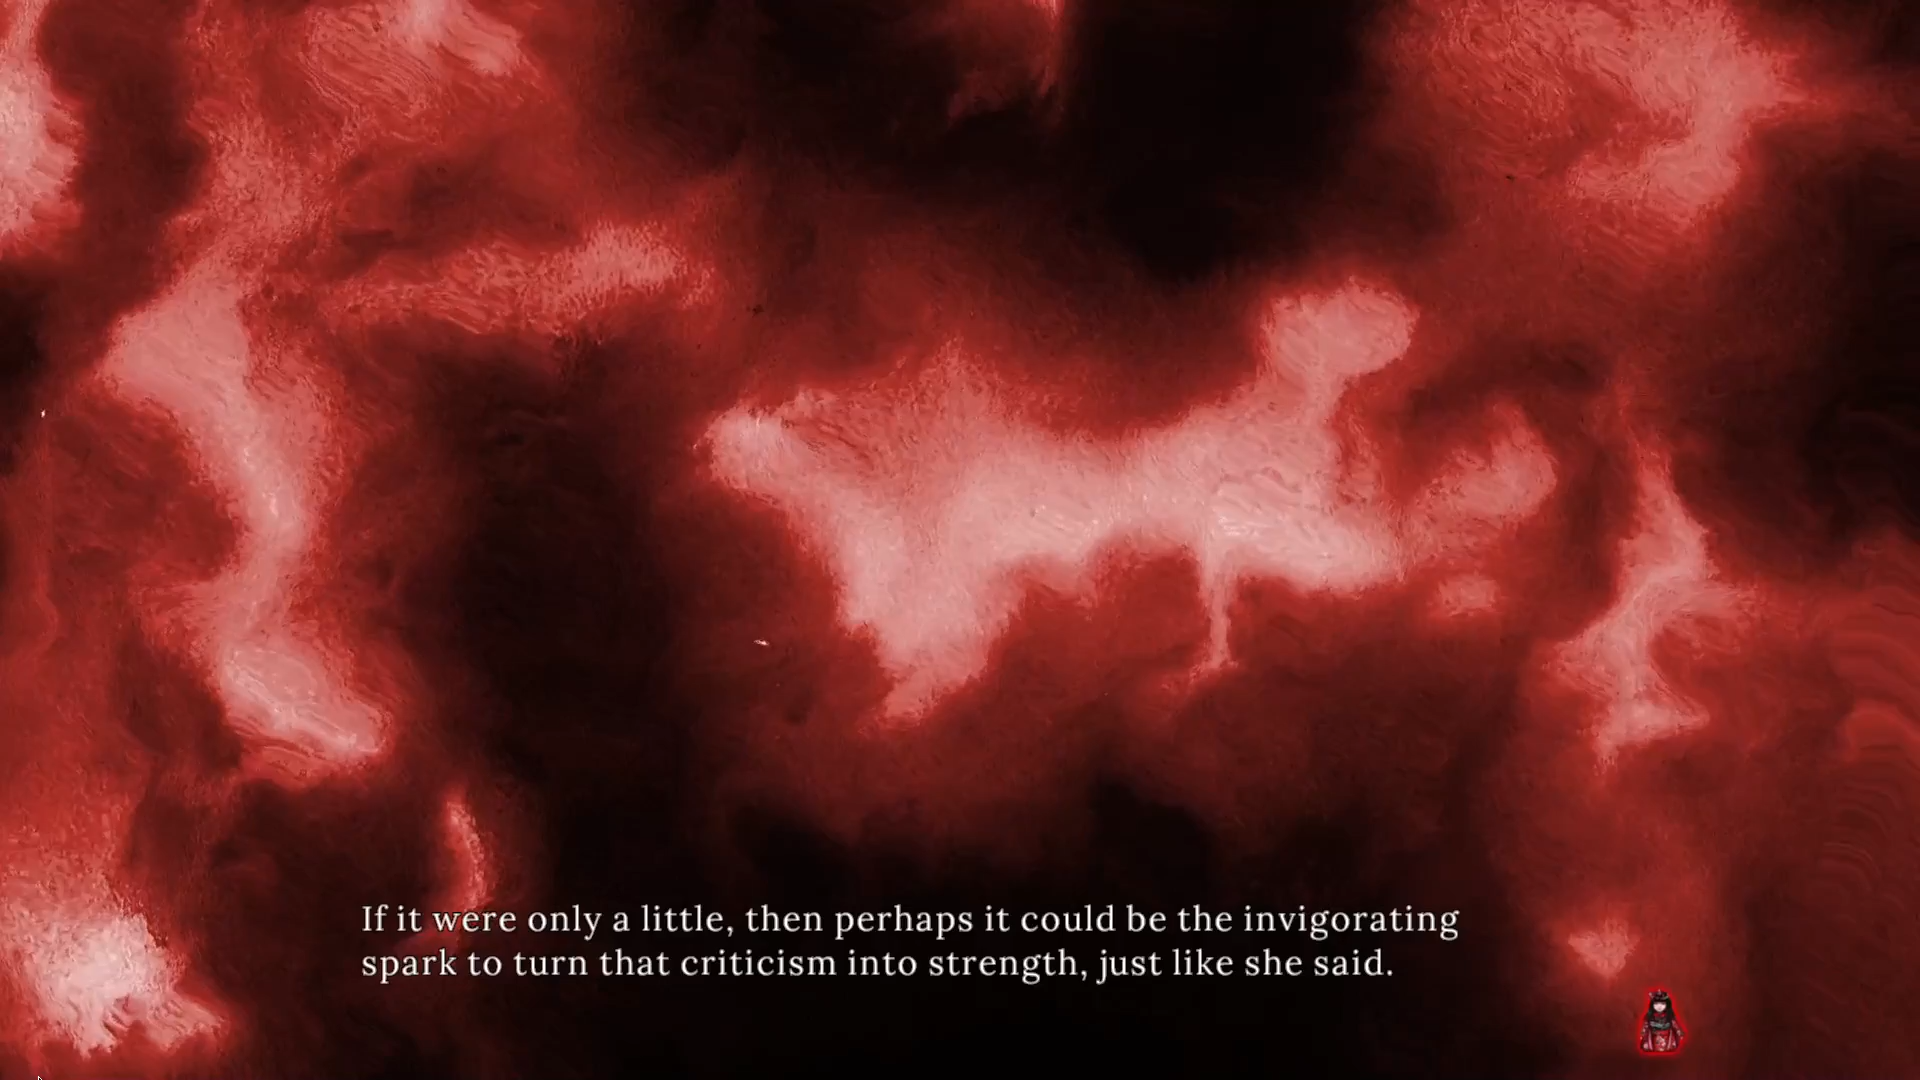 If it were only a little, then perhaps it could be the invigorating
spark to turn that criticism into strength, just like she said.